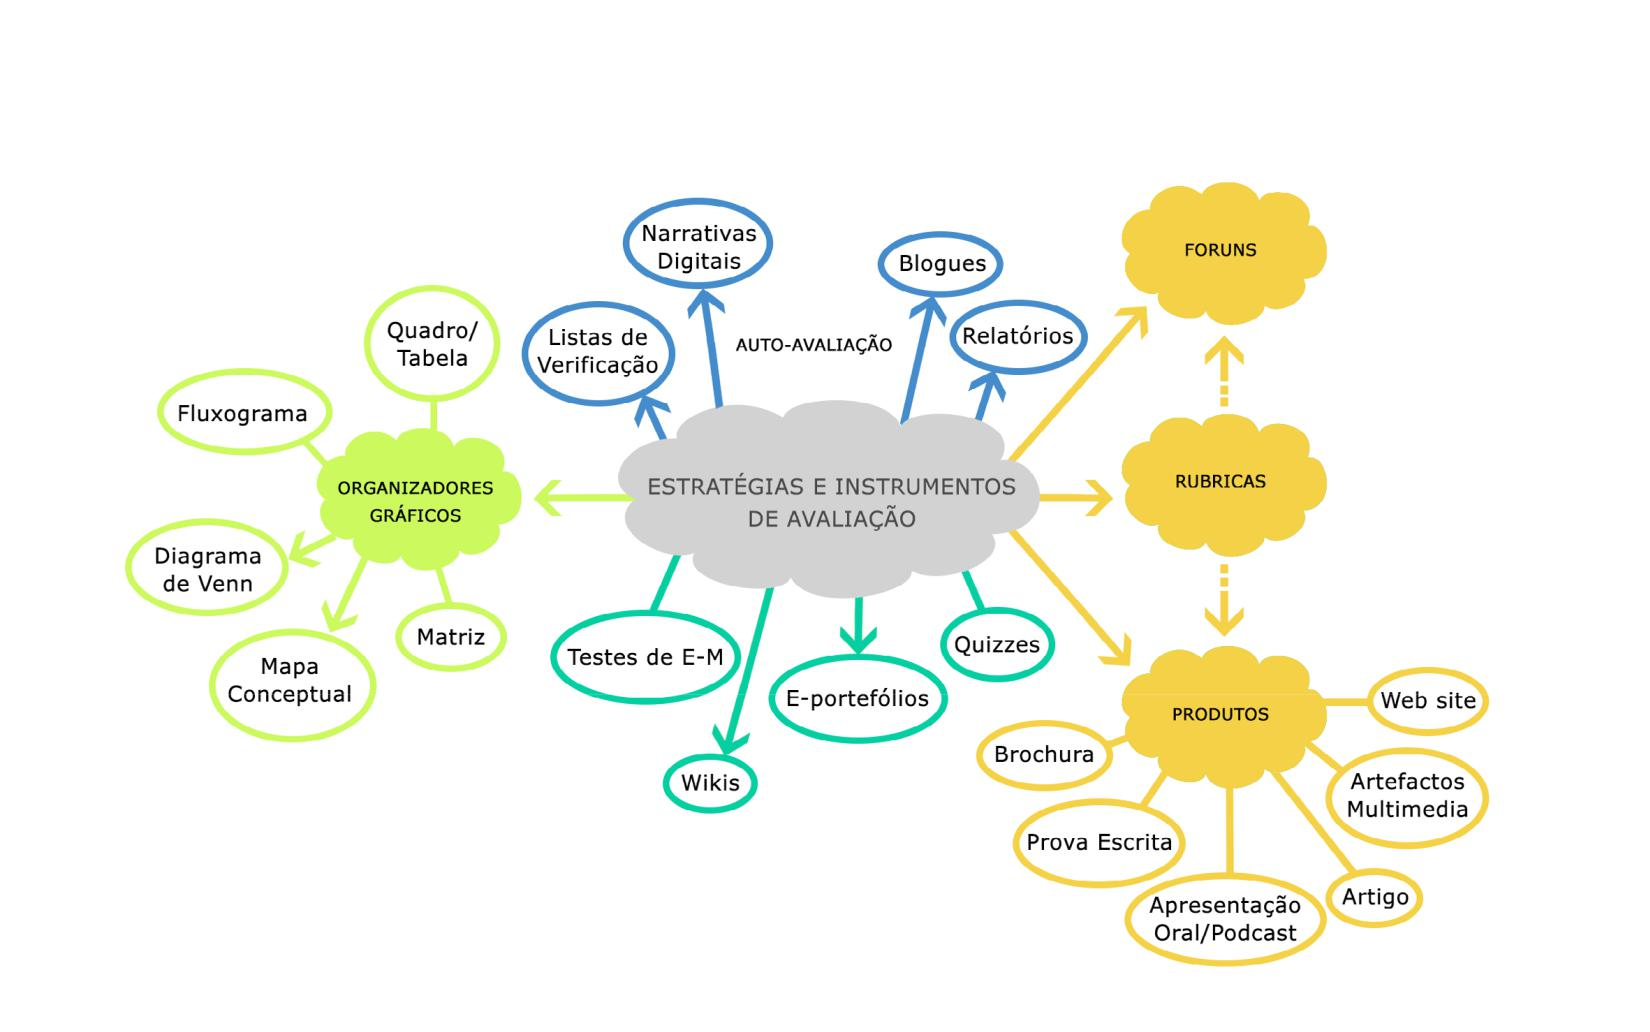 Narrativas
Digitais
Blogues
FORUNS
Listas de
Verificação
AUTO-AVALIAÇÃO
Relatórios
Quadro/
Tabela
Fluxograma
ORGANIZADORES
GRÁFICOS
ESTRATÉGIAS E INSTRUMENTOS
DE AVALIAÇÃO
RUBRICAS
Diagrama
de Venn
Mapa
Conceptual
Matriz
Testes de E-M
Wikis
E-portefólios
Quizzes
PRODUTOS
Web site
Brochura
Artefactos
Multimedia
Prova Escrita
Apresentação
Oral/Podcast
Artigo